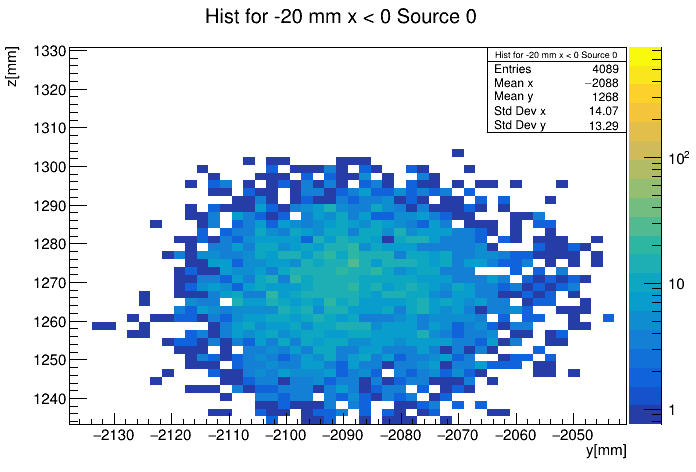 Hist for -20 mm x < 0 Source 0
z[mm]
1330
1320
1310
1300
1290
1280
1270
1260
1250
1240
Hist for -20 mm x < 0 Source 0
Entries 4089
Mean x −2088
Mean y 1268
Std Dev x 14.07
Std Dev y 13.29
10²
10
1
−2130 −2120 −2110 −2100 −2090 −2080 −2070 −2060 −2050
y[mm]